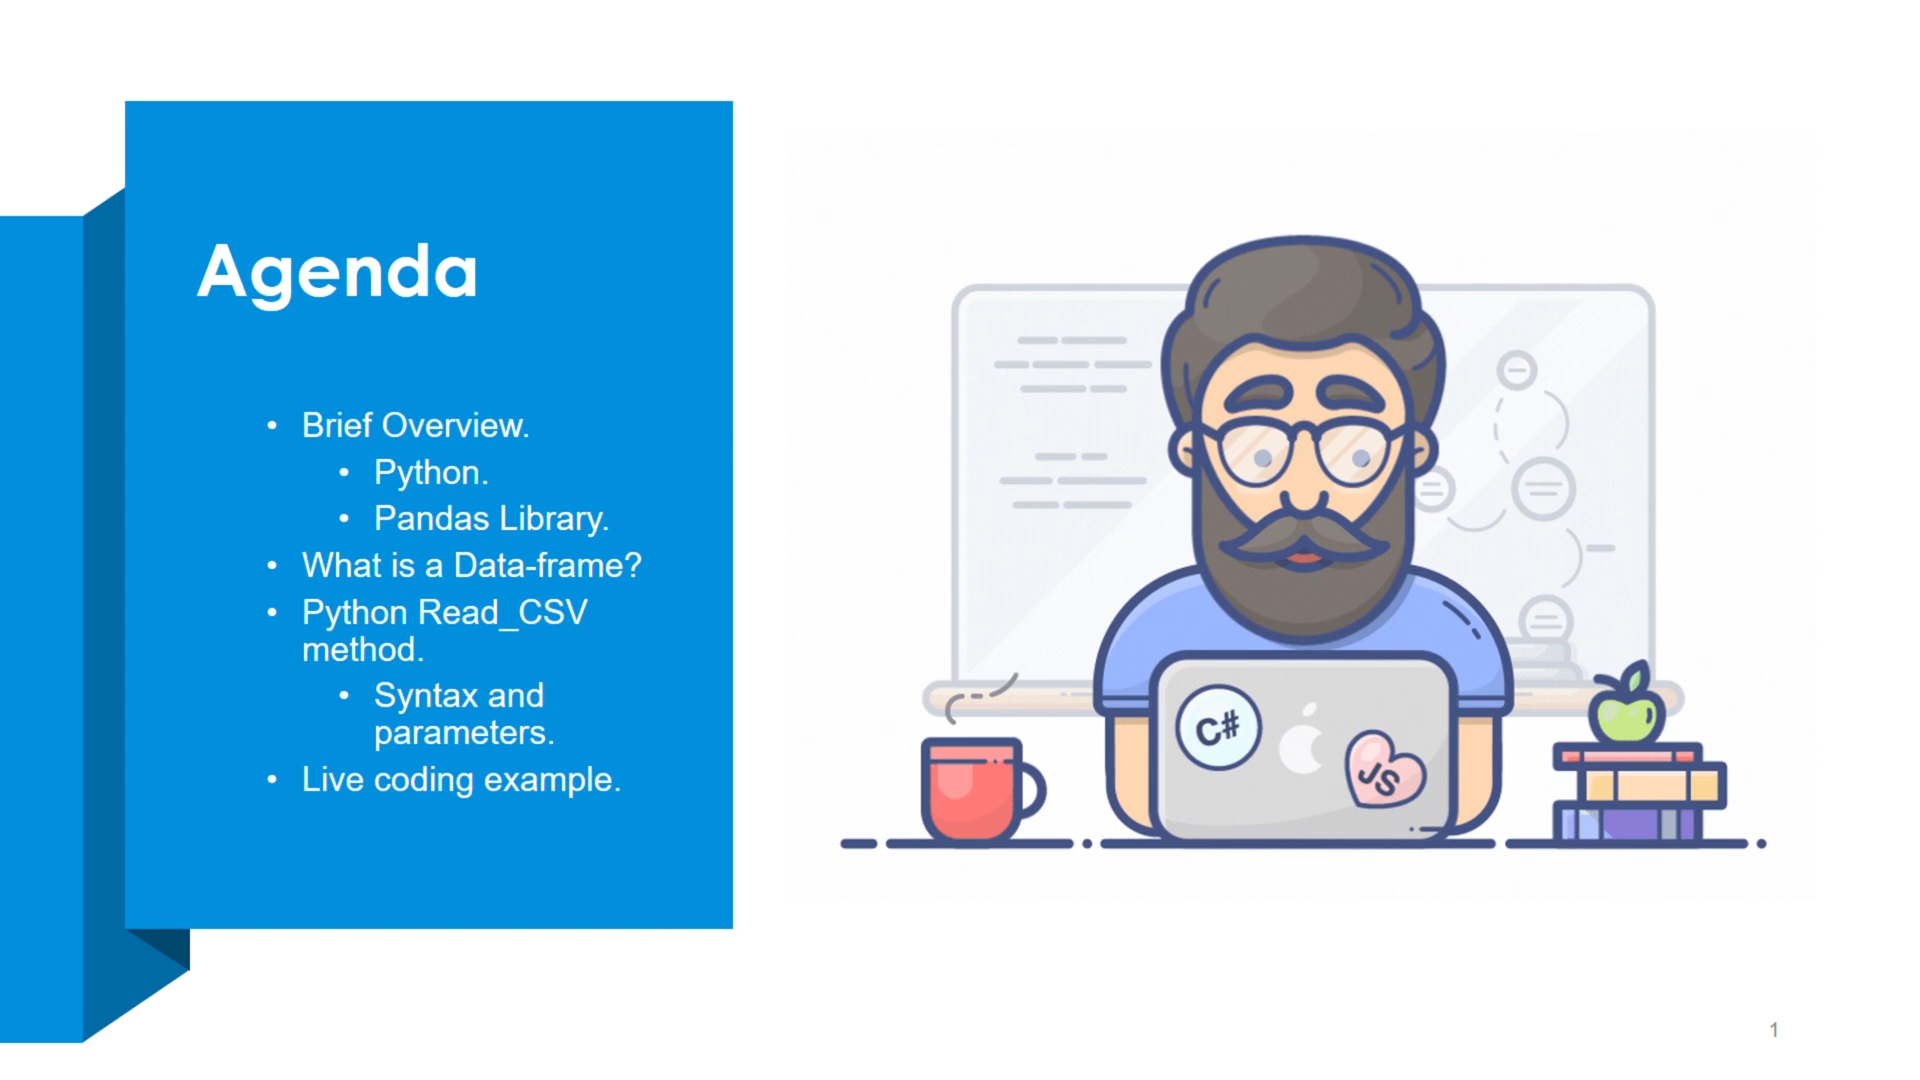 Agenda
• Brief Overview.
• Python.
• Pandas Library.
• What is a Data-frame?
• Python Read_CSV
method.
• Syntax and
parameters.
• Live coding example.
C#
JS
1